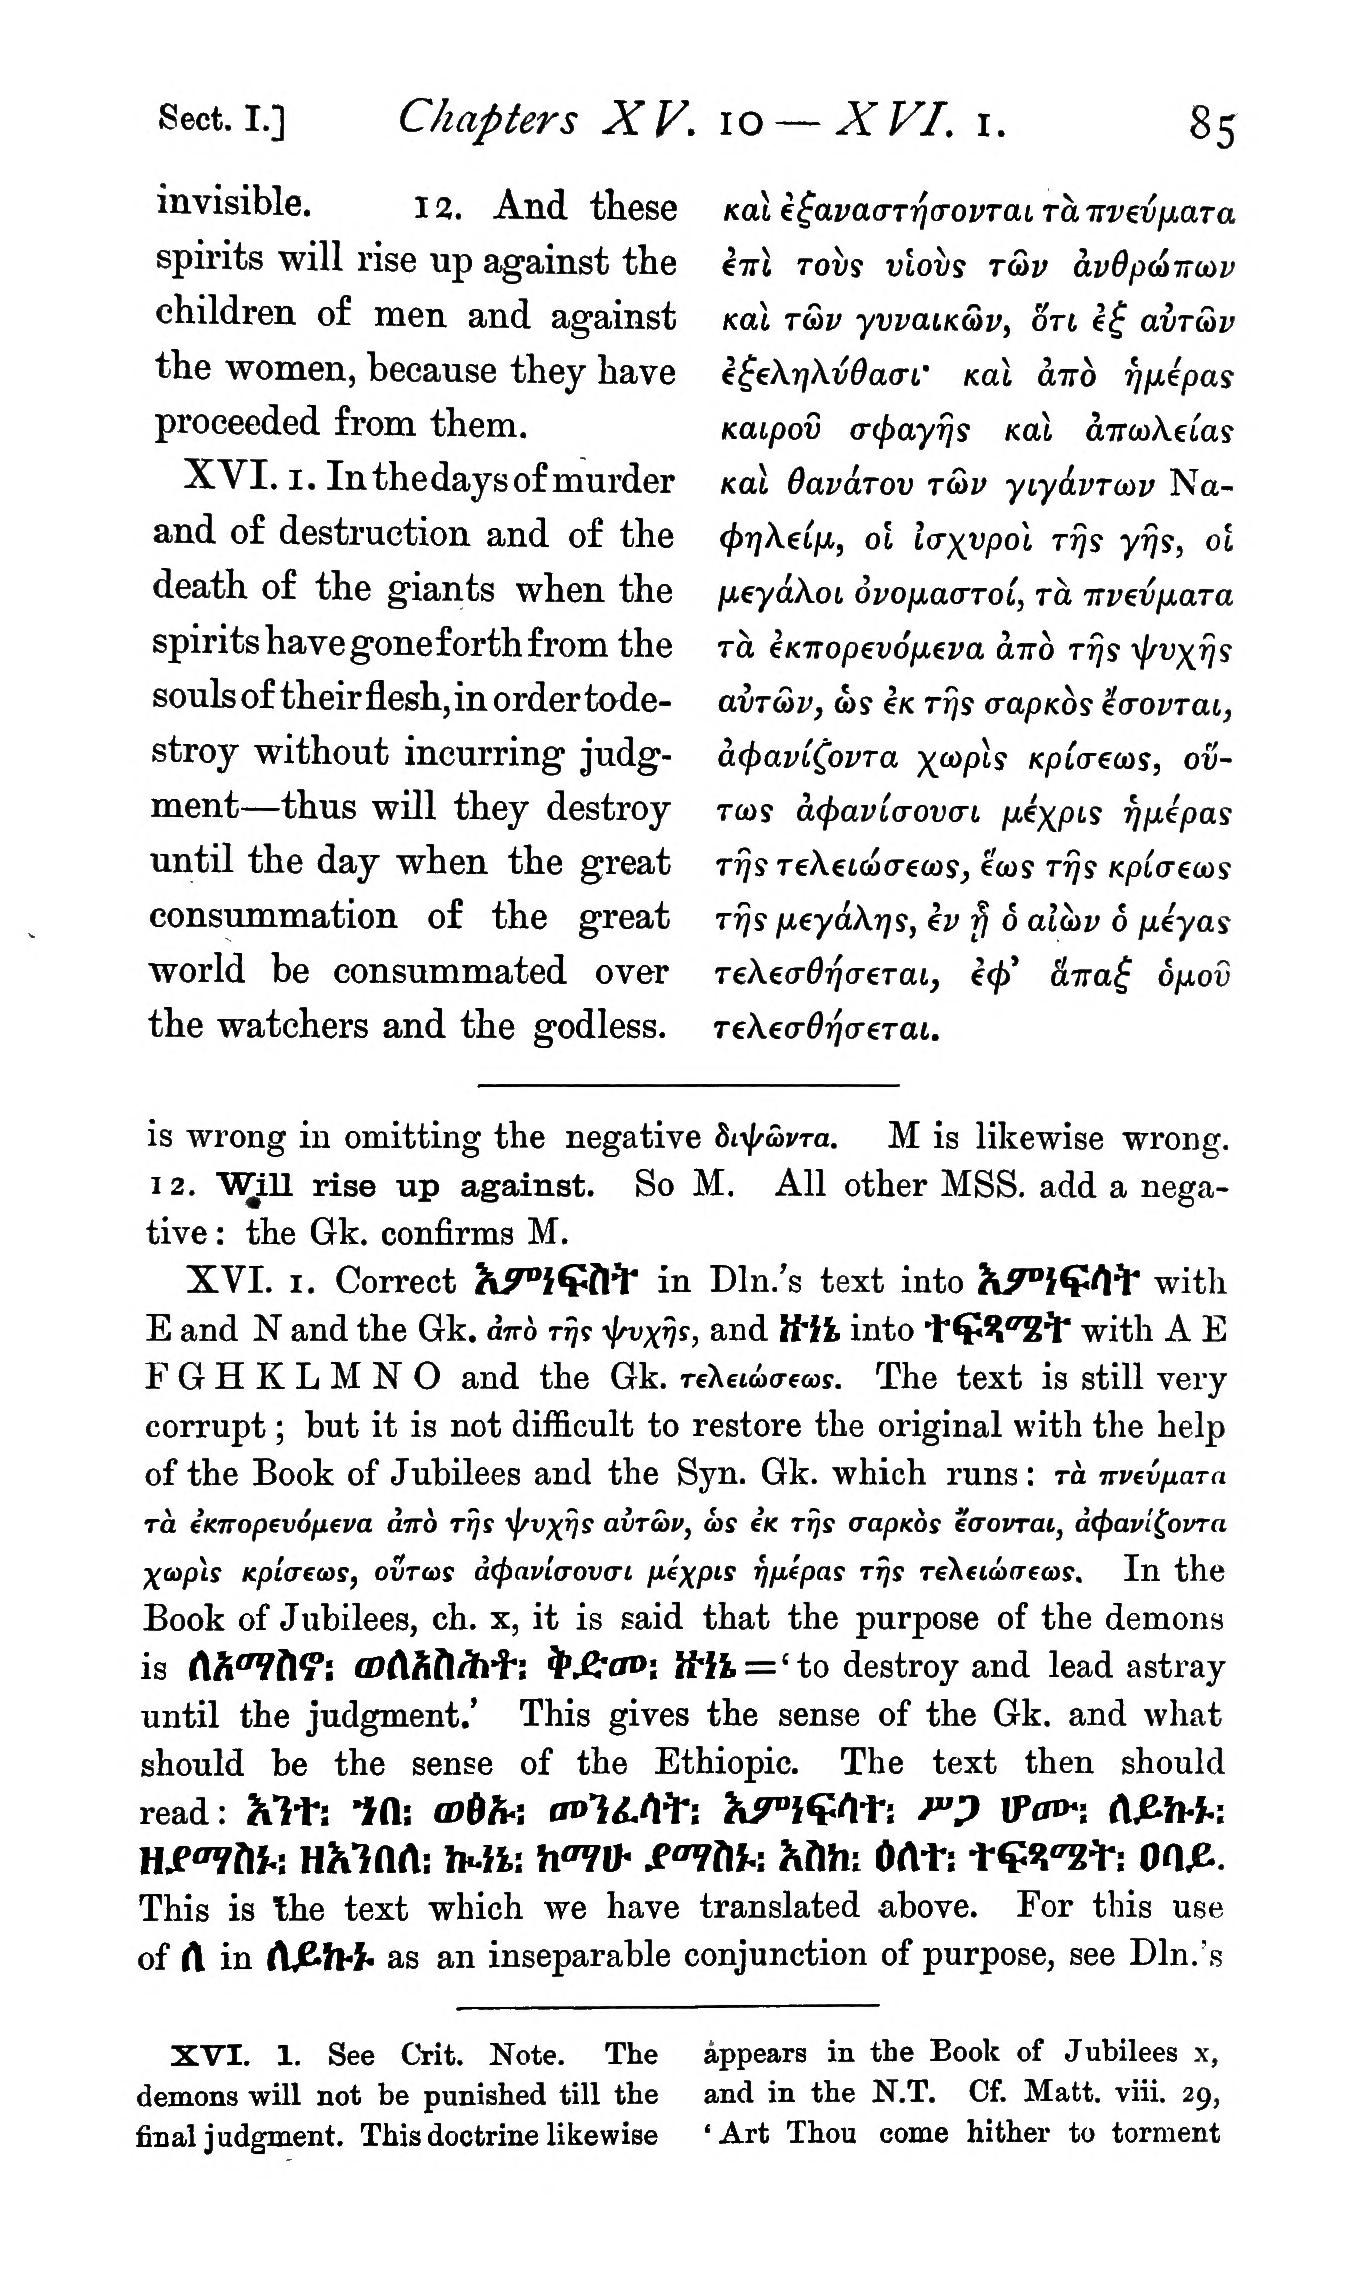 Sect. I.] Chapters XV. 10 — XVI. 1. 85
invisible. 12. And these
spirits will rise up against the
children of men and against
the women, because they have
proceeded from them.
XVI. 1. In the days of murder
and of destruction and of the
death of the giants when the
spirits have gone forth from the
souls of their flesh, in order to de-
stroy without incurring judg-
ment—thus will they destroy
until the day when the great
consummation of the great
world be consummated over
the watchers and the godless.
καὶ ἐξαναστήσονται τὰ πνεύματα
ἐπὶ τοὺς υἱοὺς τῶν ἀνθρώπων
καὶ τῶν γυναικῶν, ὅτι ἐξ αὐτῶν
ἐξεληλύθασι· καὶ ἀπὸ ἡμέρας
καιροῦ σφαγῆς καὶ ἀπωλείας
καὶ θανάτου τῶν γιγάντων Να-
φηλείμ, οἱ ἰσχυροὶ τῆς γῆς, οἱ
μεγάλοι ὀνομαστοί, τὰ πνεύματα
τὰ ἐκπορευόμενα ἀπὸ τῆς ψυχῆς
αὐτῶν, ὡς ἐκ τῆς σαρκὸς ἔσονται,
ἀφανίζοντα χωρὶς κρίσεως, οὕ-
τως ἀφανίσουσι μέχρις ἡμέρας
τῆς τελειώσεως, ἕως τῆς κρίσεως
τῆς μεγάλης, ἐν ᾗ ὁ αἰὼν ὁ μέγας
τελεσθήσεται, ἐφ’ ἅπαξ ὁμοῦ
τελεσθήσεται.
is wrong in omitting the negative διψῶντα. M is likewise wrong.
12. Will rise up against. So M. All other MSS. add a nega-
tive: the Gk. confirms M.
XVI. 1. Correct እምነፍስት in Dln.'s text into እምነፍሳት with
E and N and the Gk. ἀπὸ τῆς ψυχῆς, and ኵነኔ into ተፍጻሜት with A E
F G H K L M N O and the Gk. τελειώσεως. The text is still very
corrupt; but it is not difficult to restore the original with the help
of the Book of Jubilees and the Syn. Gk. which runs: τὰ πνεύματα
τὰ ἐκπορευόμενα ἀπὸ τῆς ψυχῆς αὐτῶν, ὡς ἐκ τῆς σαρκὸς ἔσονται, ἀφανίζοντα
χωρὶς κρίσεως, οὕτως ἀφανίσουσι μέχρις ἡμέρας τῆς τελειώσεως. In the
Book of Jubilees, ch. x, it is said that the purpose of the demons
is ለአማስኖ፡ ወለአስሕቶ፡ ቅድመ፡ ኵነኔ = ‘to destroy and lead astray
until the judgment.’ This gives the sense of the Gk. and what
should be the sense of the Ethiopic. The text then should
read: እንተ፡ ኀበ፡ ወፅኡ፡ መንፈሳት፡ እምነፍሳት፡ ሥጋ ሆሙ፡ ለይኩኑ፡
ዘያማስኑ፡ ዘእንበለ፡ ኵነኔ፡ ከማሁ ያማስኑ፡ እስከ፡ ዕለተ፡ ተፍጻሜት፡ ዐባይ.
This is the text which we have translated above. For this use
of ለ in ለይኩኑ as an inseparable conjunction of purpose, see Dln.'s
XVI. 1. See Crit. Note. The
demons will not be punished till the
final judgment. This doctrine likewise
appears in the Book of Jubilees x,
and in the N.T. Cf. Matt. viii. 29,
‘Art Thou come hither to torment